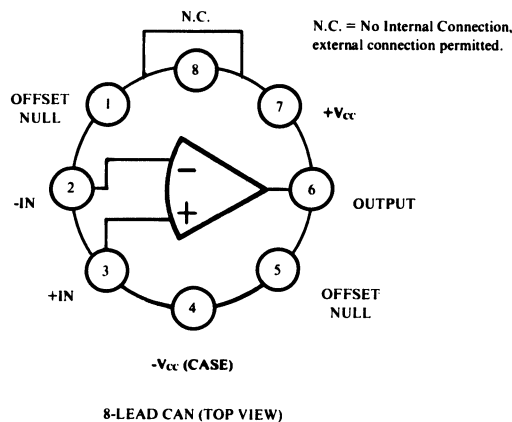 N.C.
N.C. = No Internal Connection,
external connection permitted.
8
OFFSET
NULL
1
7
+Vcc
2
-IN
−
6
OUTPUT
+
3
+IN
5
OFFSET
NULL
4
-Vcc (CASE)
8-LEAD CAN (TOP VIEW)